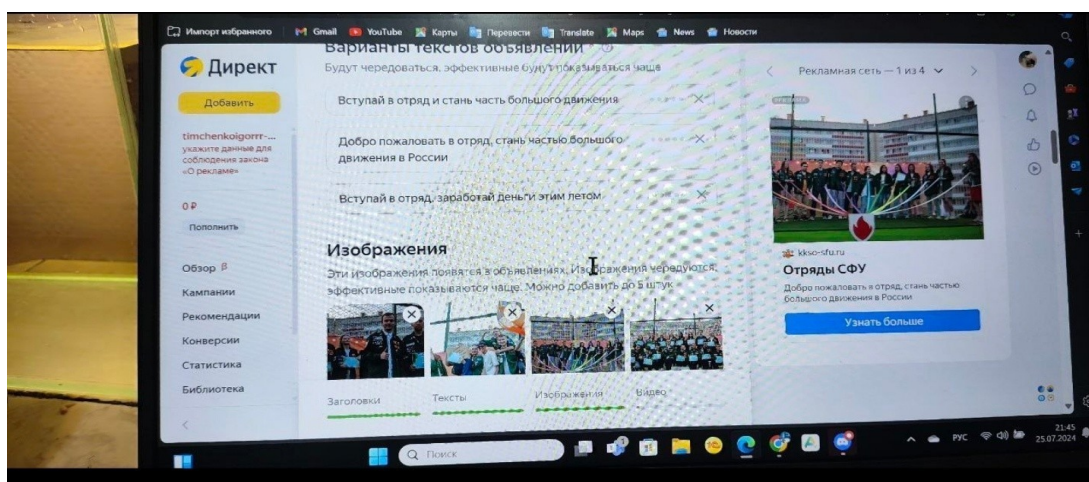 Импорт избранного
Gmail
YouTube
Карты
Перевести
Translate
Maps
News
Новости
Директ
Добавить
timchenkoigorrr-...
укажите данные для
соблюдения закона
«О рекламе»
0 ₽
Пополнить
Обзор β
Кампании
Рекомендации
Конверсии
Статистика
Библиотека
Варианты текстов объявлений
Будут чередоваться, эффективные будут показываться чаще
Вступай в отряд и стань часть большого движения
Добро пожаловать в отряд, стань частью большого
движения в России
Вступай в отряд, заработай деньги этим летом
Изображения
Эти изображения появятся в объявлениях. Изображения чередуются,
эффективные показываются чаще. Можно добавить до 5 штук
Заголовки
Тексты
Изображения
Видео
Рекламная сеть — 1 из 4
kkso-sfu.ru
Отряды СФУ
Добро пожаловать в отряд, стань частью
большого движения в России
Узнать больше
Поиск
РУС
21:45
25.07.2024